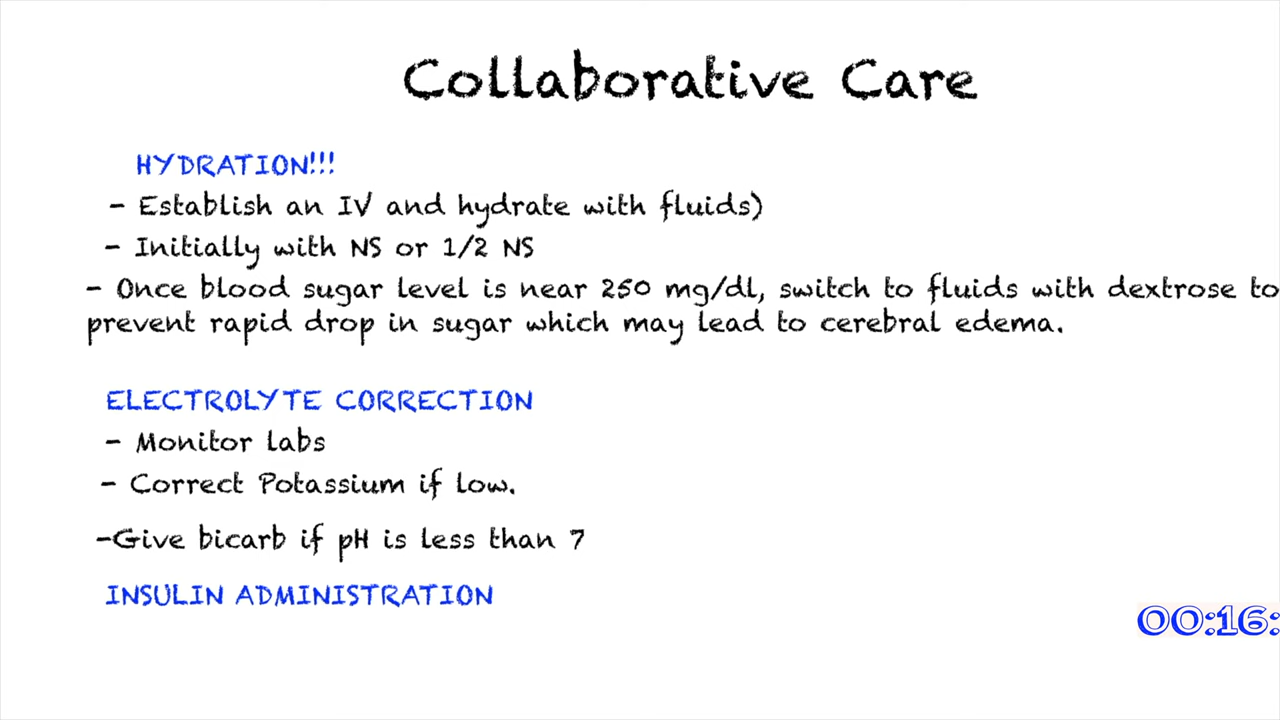 Collaborative Care
HYDRATION!!!
- Establish an IV and hydrate with fluids)
- Initially with NS or 1/2 NS
- Once blood sugar level is near 250 mg/dl, switch to fluids with dextrose to
prevent rapid drop in sugar which may lead to cerebral edema.
ELECTROLYTE CORRECTION
- Monitor labs
- Correct Potassium if low.
-Give bicarb if pH is less than 7
INSULIN ADMINISTRATION
00:16: